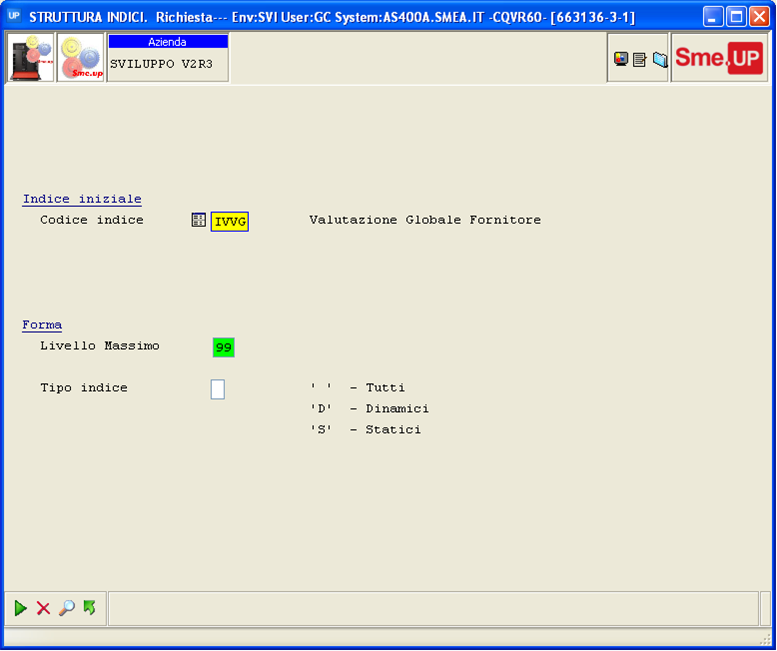 UP STRUTTURA INDICI. Richiesta--- Env:SVI User:GC System:AS400A.SMEA.IT -CQVR60- [663136-3-1]
Sme.up
Azienda
SVILUPPO V2R3
Sme.UP
Indice iniziale
Codice indice IVVG Valutazione Globale Fornitore
Forma
Livello Massimo 99
Tipo indice ' ' - Tutti
'D' - Dinamici
'S' - Statici